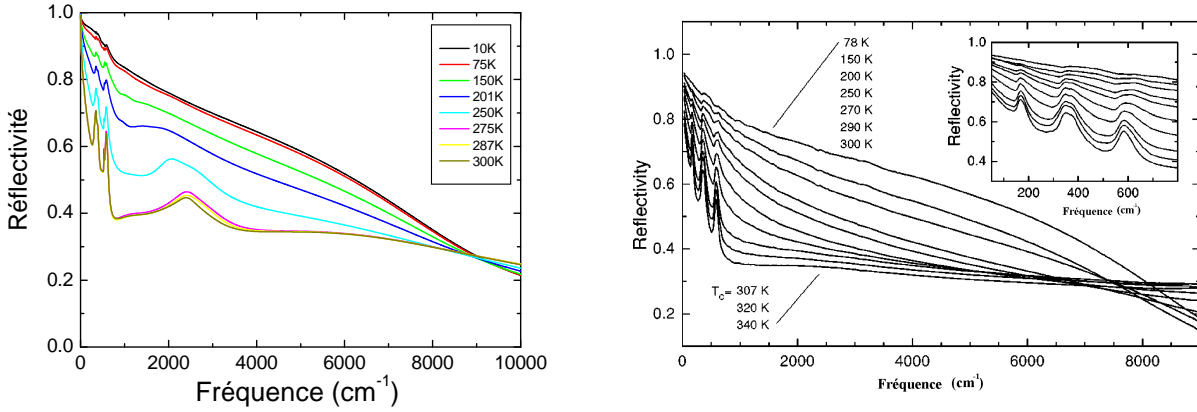 1.0
0.8
0.6
0.4
0.2
0.0
Réflectivité
0 2000 4000 6000 8000 10000
Fréquence (cm-1)
10K
75K
150K
201K
250K
275K
287K
300K
1.0
0.8
0.6
0.4
0.2
Reflectivity
0 2000 4000 6000 8000
Fréquence (cm-1)
78 K
150 K
200 K
250 K
270 K
290 K
300 K
TC= 307 K
320 K
340 K
1.0
0.8
0.6
0.4
Reflectivity
200 400 600
Fréquence (cm-1)